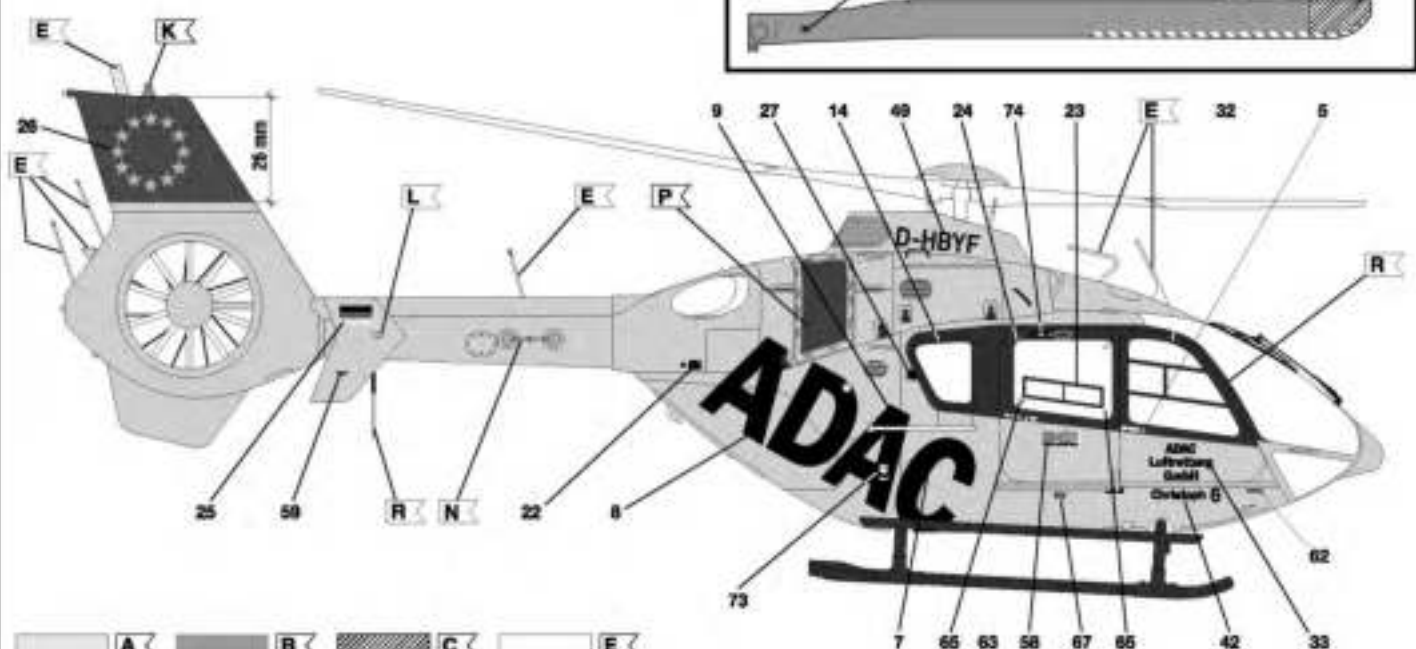 E K
26
E
25 mm
9 27 14 49 24 74 23 E 32 5
L E P R
D-HBYF
ADAC
ADAC
Luftrettung
GmbH
Christoph 6
25 59 R N 22 8
62
73
7 65 63 58 67 65 42 33
A B C E